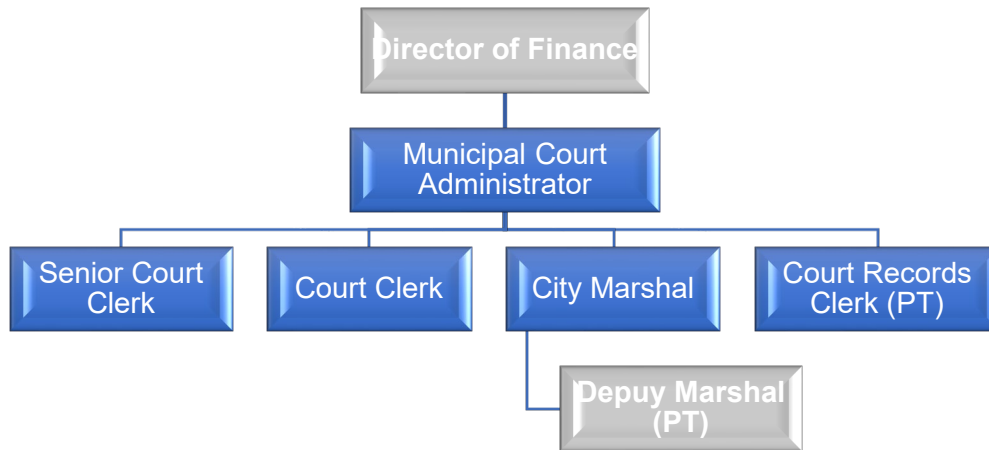 Director of Finance
Municipal Court
Administrator
Senior Court
Clerk
Court Clerk
City Marshal
Court Records
Clerk (PT)
Depuy Marshal
(PT)